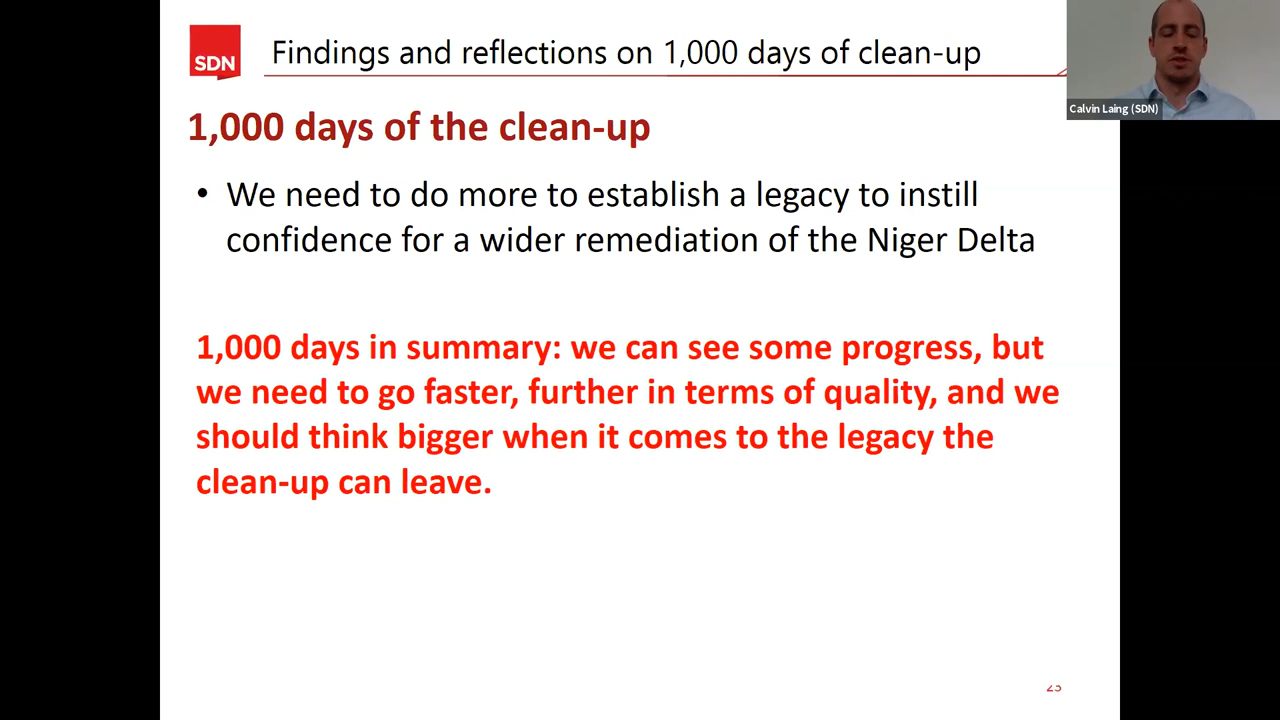 SDN
Findings and reflections on 1,000 days of clean-up
Calvin Laing (SDN)
1,000 days of the clean-up
• We need to do more to establish a legacy to instill
confidence for a wider remediation of the Niger Delta
1,000 days in summary: we can see some progress, but
we need to go faster, further in terms of quality, and we
should think bigger when it comes to the legacy the
clean-up can leave.